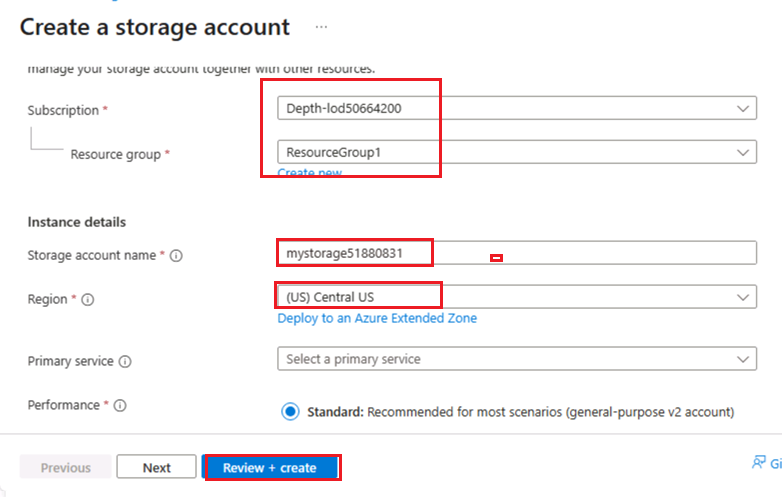 Create a storage account ...
manage your storage account together with other resources.
Subscription *
Depth-lod50664200
Resource group *
ResourceGroup1
Create new
Instance details
Storage account name *
mystorage51880831
Region *
(US) Central US
Deploy to an Azure Extended Zone
Primary service
Select a primary service
Performance *
Standard: Recommended for most scenarios (general-purpose v2 account)
Previous
Next
Review + create
Gi